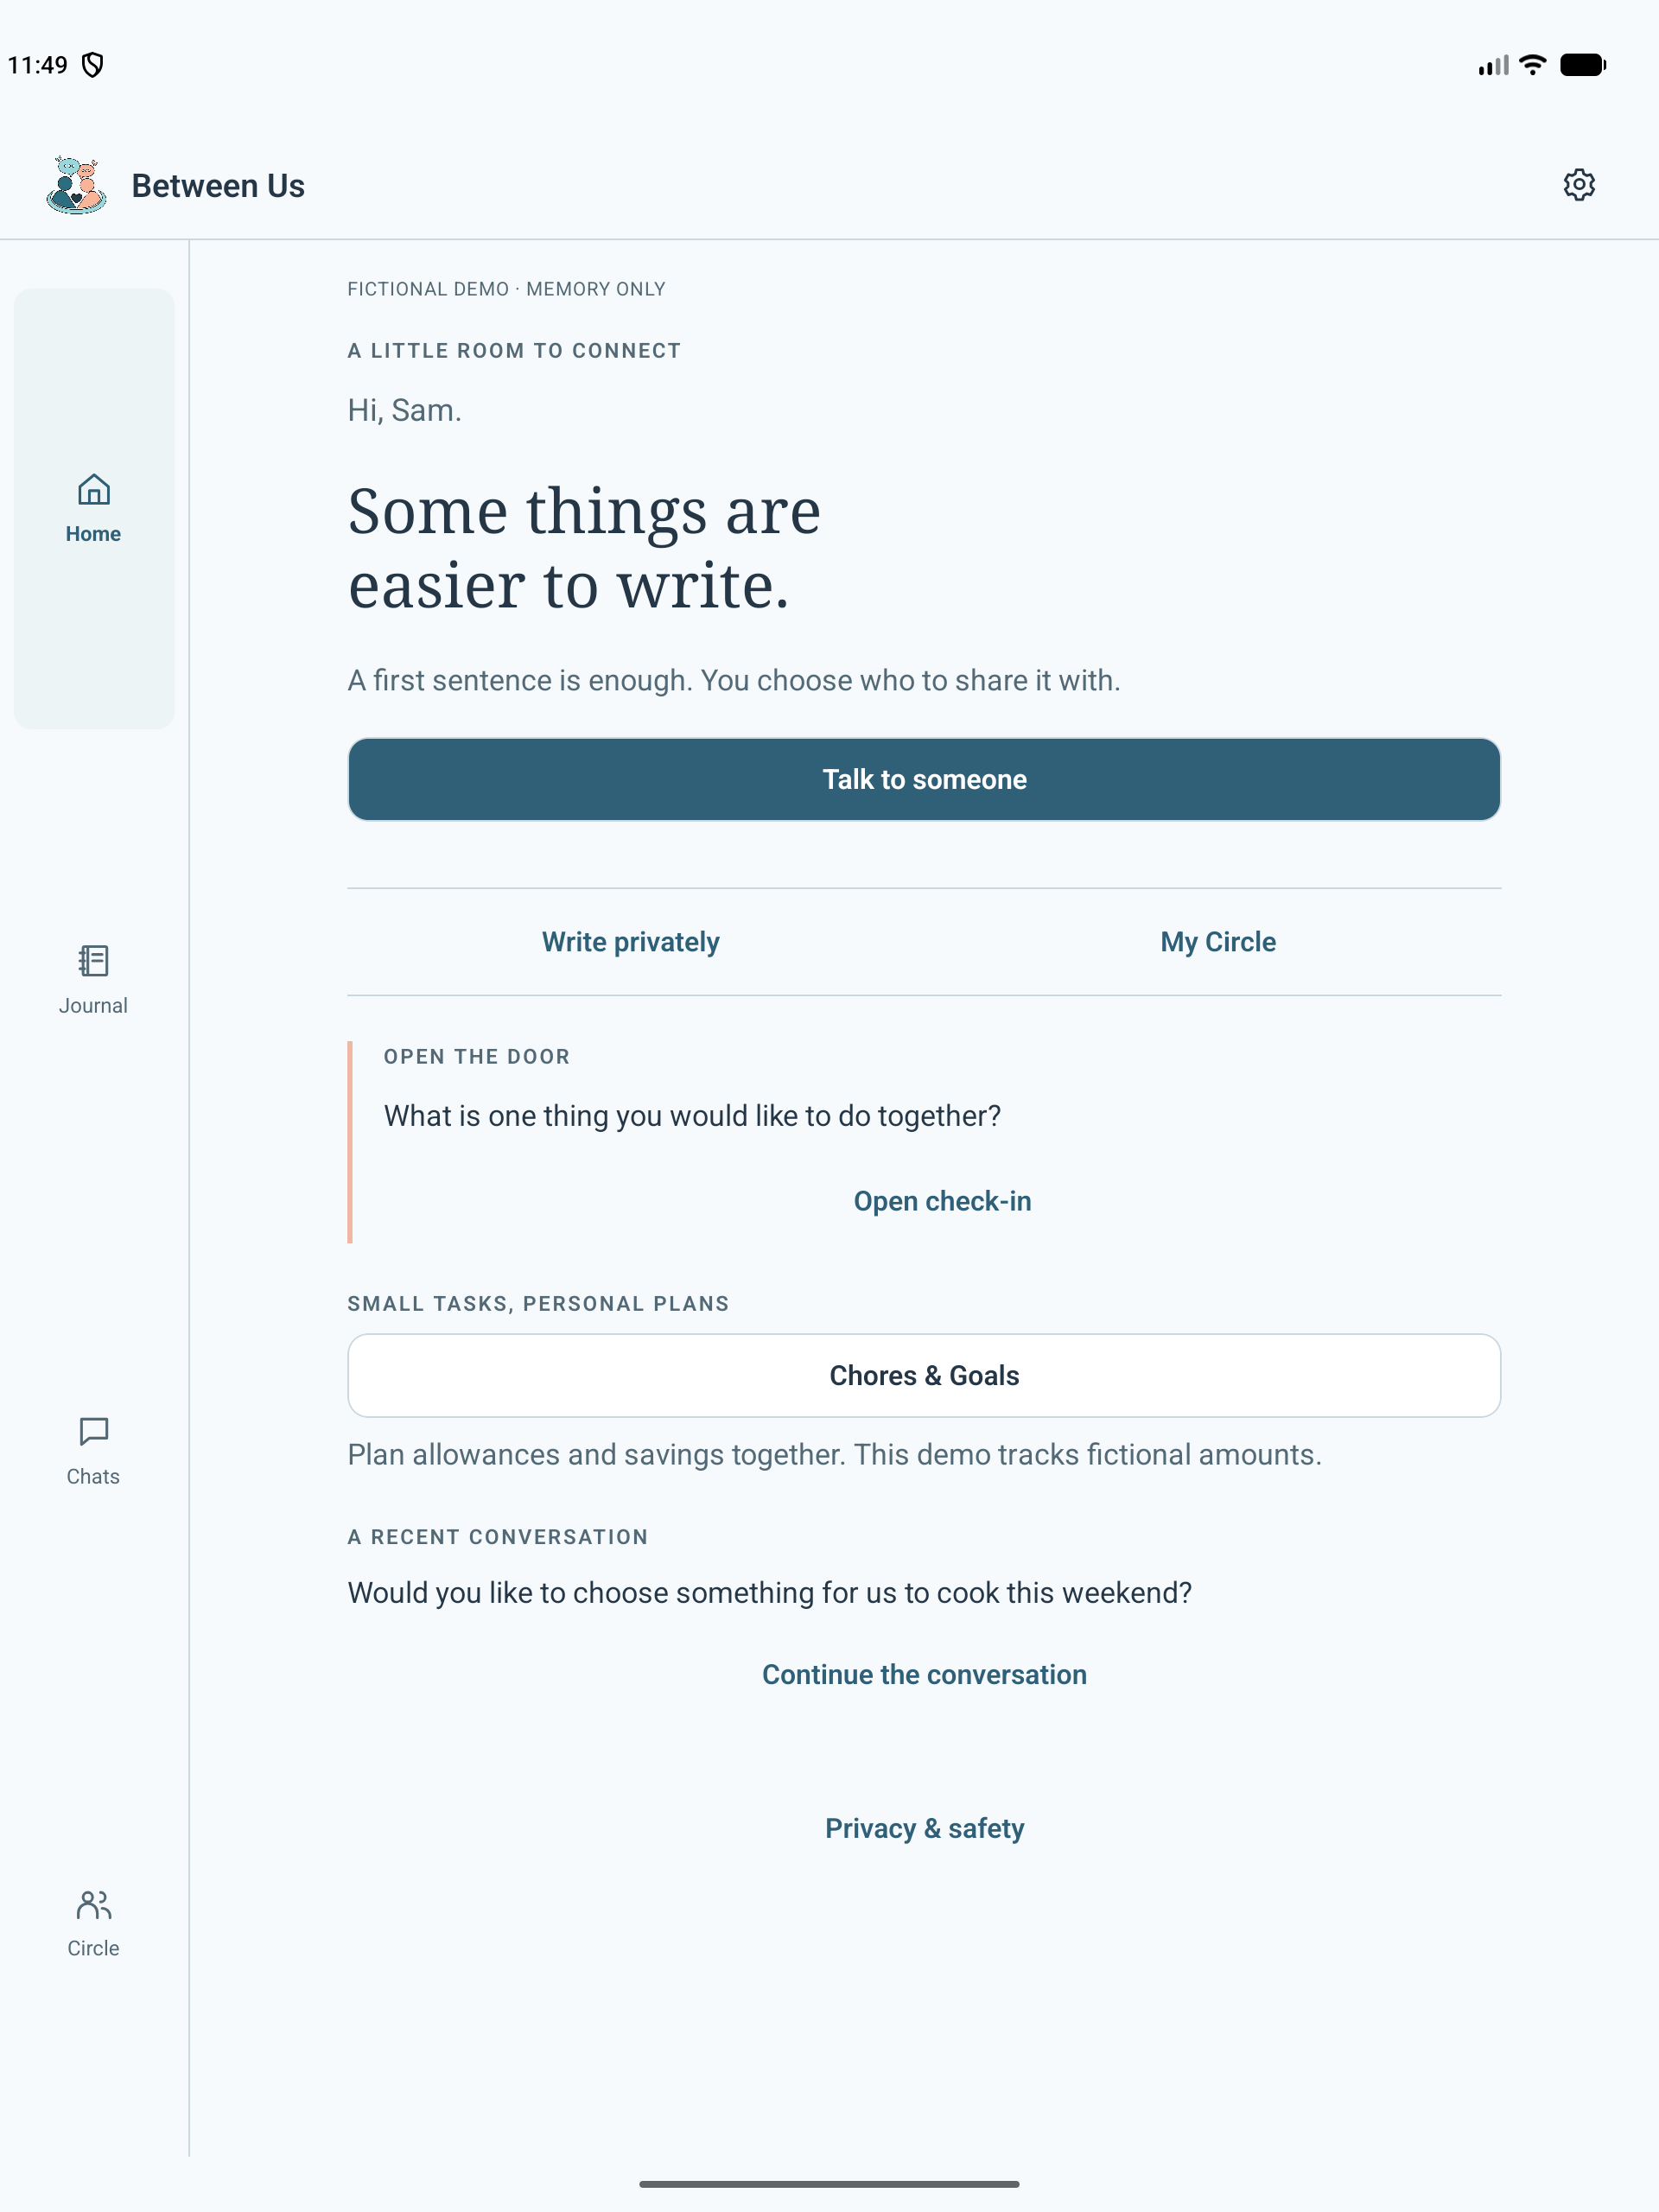 11:49
Between Us
Home
Journal
Chats
Circle
FICTIONAL DEMO · MEMORY ONLY
A LITTLE ROOM TO CONNECT
Hi, Sam.
Some things are
easier to write.
A first sentence is enough. You choose who to share it with.
Talk to someone
Write privately
My Circle
OPEN THE DOOR
What is one thing you would like to do together?
Open check-in
SMALL TASKS, PERSONAL PLANS
Chores & Goals
Plan allowances and savings together. This demo tracks fictional amounts.
A RECENT CONVERSATION
Would you like to choose something for us to cook this weekend?
Continue the conversation
Privacy & safety